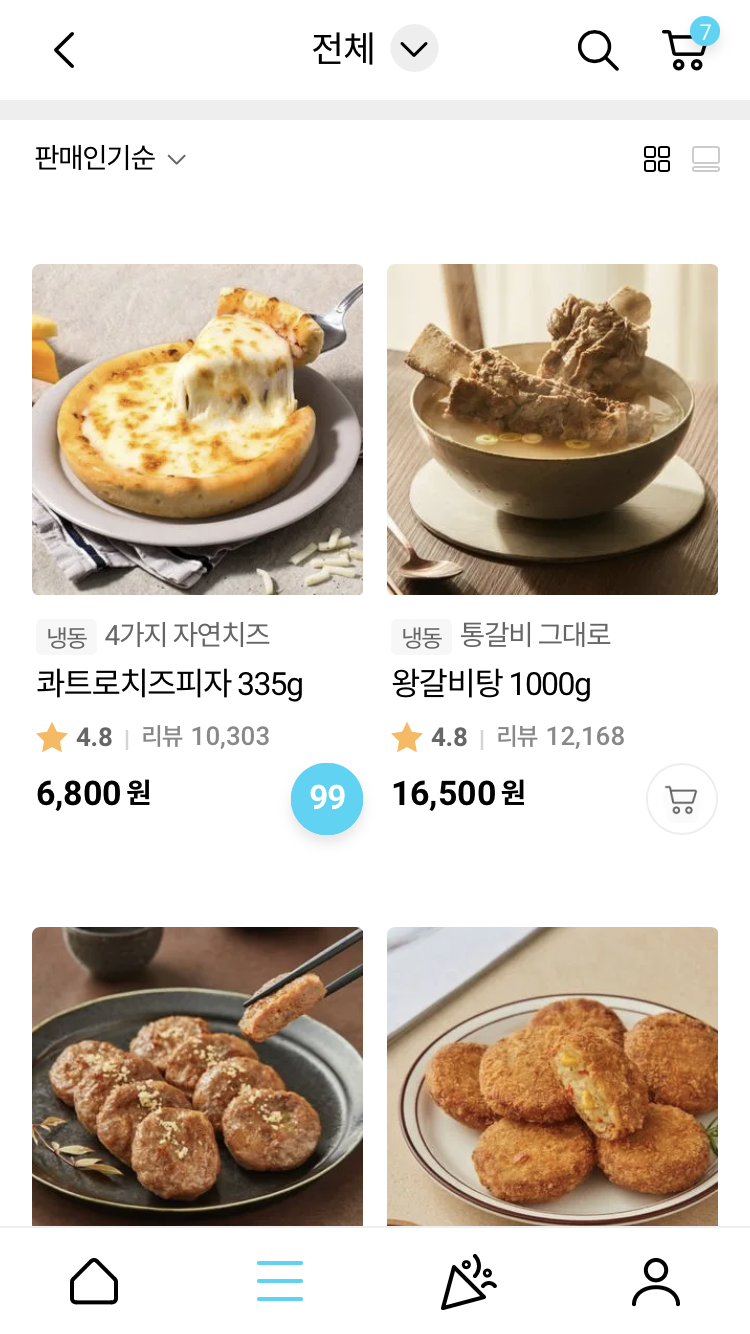 전체
7
판매인기순
냉동 4가지 자연치즈
콰트로치즈피자 335g
4.8 | 리뷰 10,303
6,800원
99
냉동 통갈비 그대로
왕갈비탕 1000g
4.8 | 리뷰 12,168
16,500원